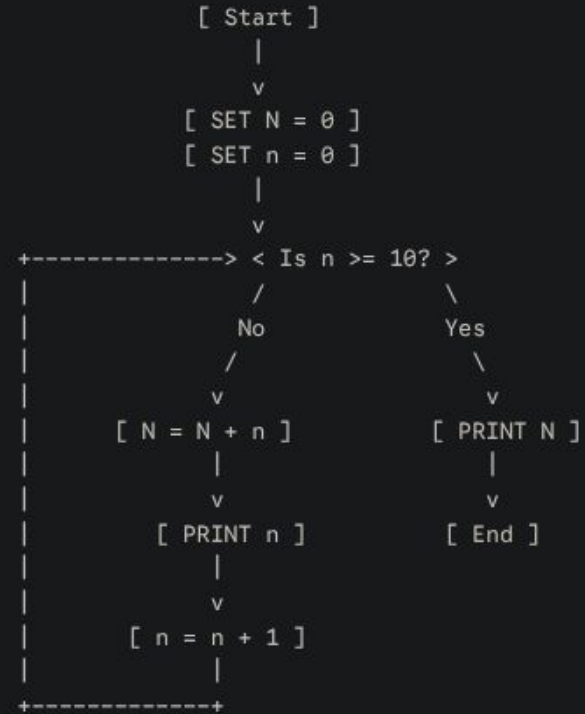 [ Start ]
|
v
[ SET N = 0 ]
[ SET n = 0 ]
|
v
+--------------> < Is n >= 10? >
| / \
| No Yes
| / \
| v v
| [ N = N + n ] [ PRINT N ]
| | |
| v v
| [ PRINT n ] [ End ]
| |
| v
| [ n = n + 1 ]
| |
+-------------+